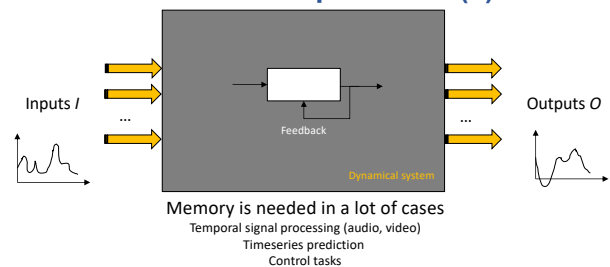 (
Inputs I
...
Feedback
Dynamical system
Outputs O
...
Memory is needed in a lot of cases
Temporal signal processing (audio, video)
Timeseries prediction
Control tasks